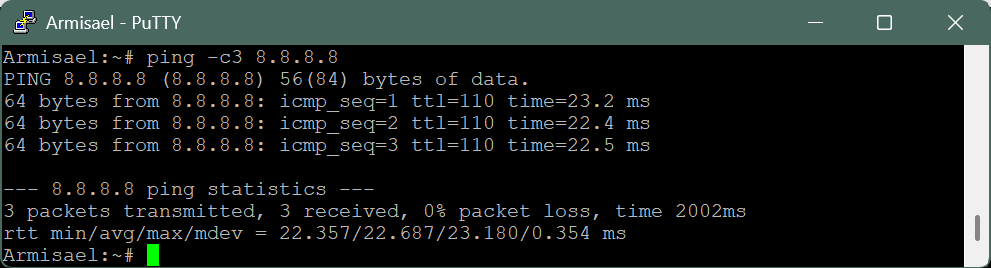 Armisael - PuTTY
Armisael:~# ping -c3 8.8.8.8
PING 8.8.8.8 (8.8.8.8) 56(84) bytes of data.
64 bytes from 8.8.8.8: icmp_seq=1 ttl=110 time=23.2 ms
64 bytes from 8.8.8.8: icmp_seq=2 ttl=110 time=22.4 ms
64 bytes from 8.8.8.8: icmp_seq=3 ttl=110 time=22.5 ms

--- 8.8.8.8 ping statistics ---
3 packets transmitted, 3 received, 0% packet loss, time 2002ms
rtt min/avg/max/mdev = 22.357/22.687/23.180/0.354 ms
Armisael:~#